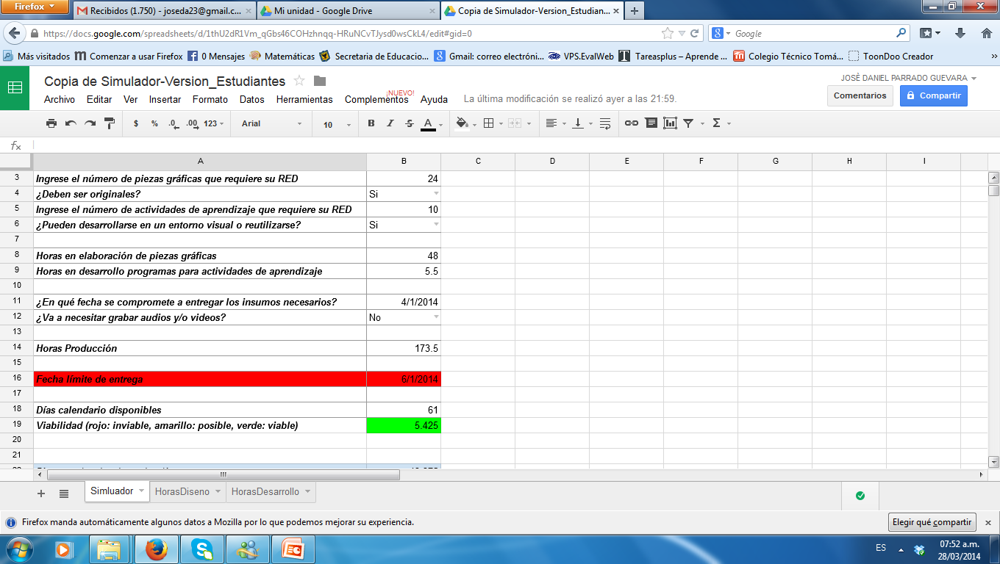 Firefox
Recibidos (1.750) - joseda23@gmail.c...
Mi unidad - Google Drive
Copia de Simulador-Version_Estudian...
https://docs.google.com/spreadsheets/d/1thU2dR1Vm_qGbs46COHzhnqq-HRuNCvTJysd0wsCkL4/edit#gid=0
Google
Más visitados Comenzar a usar Firefox 0 Mensajes Matemáticas Secretaria de Educacio... Gmail: correo electróni... VPS.EvalWeb Tareasplus – Aprende ... Colegio Técnico Tomá... ToonDoo Creador
Copia de Simulador-Version_Estudiantes
JOSÈ DANIEL PARRADO GUEVARA
¡NUEVO!
Archivo Editar Ver Insertar Formato Datos Herramientas Complementos Ayuda La última modificación se realizó ayer a las 21:59.
Comentarios Compartir
$ % .0 .00 123 Arial 10 B I S A Σ
fx
A B C D E F G H I
3 Ingrese el número de piezas gráficas que requiere su RED 24
4 ¿Deben ser originales? Si
5 Ingrese el número de actividades de aprendizaje que requiere su RED 10
6 ¿Pueden desarrollarse en un entorno visual o reutilizarse? Si
7
8 Horas en elaboración de piezas gráficas 48
9 Horas en desarrollo programas para actividades de aprendizaje 5.5
10
11 ¿En qué fecha se compromete a entregar los insumos necesarios? 4/1/2014
12 ¿Va a necesitar grabar audios y/o videos? No
13
14 Horas Producción 173.5
15
16 Fecha límite de entrega 6/1/2014
17
18 Días calendario disponibles 61
19 Viabilidad (rojo: inviable, amarillo: posible, verde: viable) 5.425
20
21
Simluador HorasDiseno HorasDesarrollo
Firefox manda automáticamente algunos datos a Mozilla por lo que podemos mejorar su experiencia.
Elegir qué compartir
ES
07:52 a.m.
28/03/2014